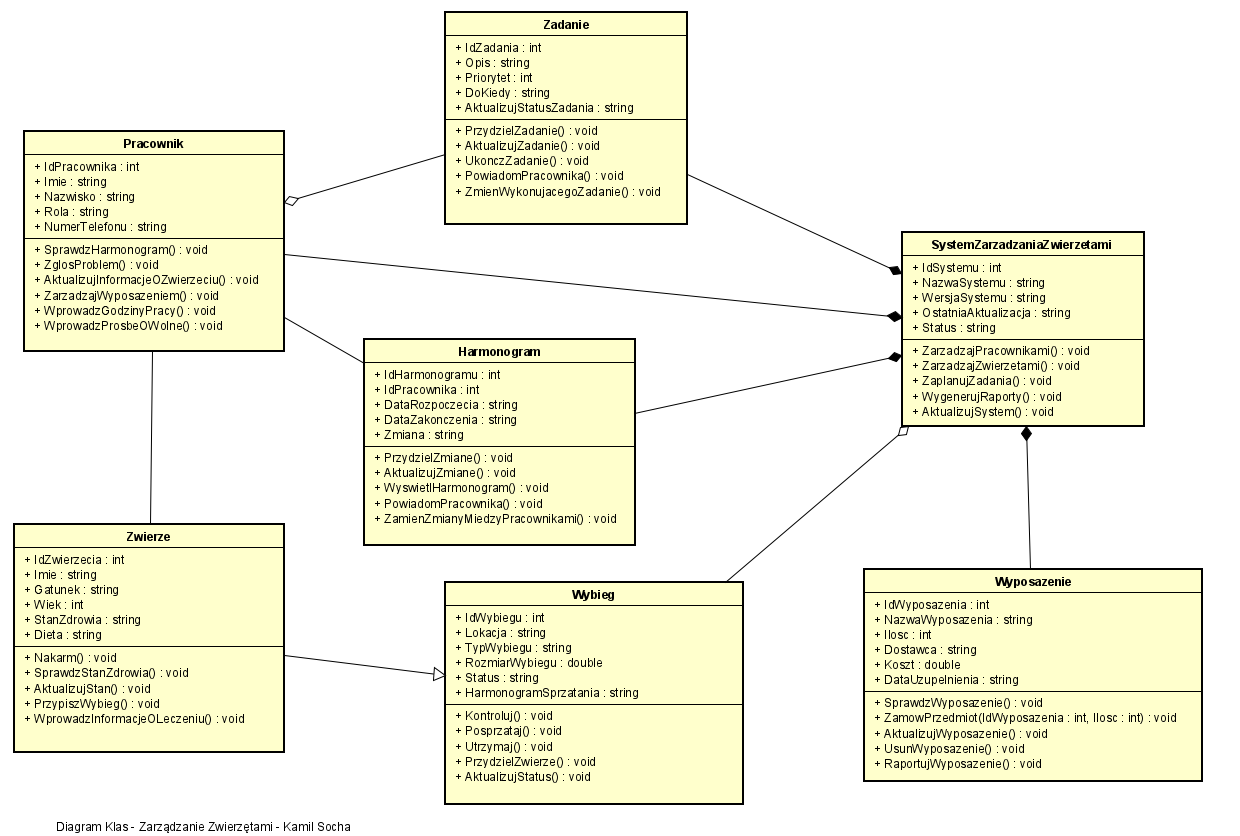 Zadanie
+ IdZadania : int
+ Opis : string
+ Priorytet : int
+ DoKiedy : string
+ AktualizujStatusZadania : string
+ PrzydzielZadanie() : void
+ AktualizujZadanie() : void
+ UkonczZadanie() : void
+ PowiadomPracownika() : void
+ ZmienWykonujacegoZadanie() : void
Pracownik
+ IdPracownika : int
+ Imie : string
+ Nazwisko : string
+ Rola : string
+ NumerTelefonu : string
+ SprawdzHarmonogram() : void
+ ZglosProblem() : void
+ AktualizujInformacjeOZwierzeciu() : void
+ ZarzadzajWyposazeniem() : void
+ WprowadzGodzinyPracy() : void
+ WprowadzProsbeOWolne() : void
SystemZarzadzaniaZwierzetami
+ IdSystemu : int
+ NazwaSystemu : string
+ WersjaSystemu : string
+ OstatniaAktualizacja : string
+ Status : string
+ ZarzadzajPracownikami() : void
+ ZarzadzajZwierzetami() : void
+ ZaplanujZadania() : void
+ WygenerujRaporty() : void
+ AktualizujSystem() : void
Harmonogram
+ IdHarmonogramu : int
+ IdPracownika : int
+ DataRozpoczecia : string
+ DataZakonczenia : string
+ Zmiana : string
+ PrzydzielZmiane() : void
+ AktualizujZmiane() : void
+ WyswietlHarmonogram() : void
+ PowiadomPracownika() : void
+ ZamienZmianyMiedzyPracownikami() : void
Zwierze
+ IdZwierzecia : int
+ Imie : string
+ Gatunek : string
+ Wiek : int
+ StanZdrowia : string
+ Dieta : string
+ Nakarm() : void
+ SprawdzStanZdrowia() : void
+ AktualizujStan() : void
+ PrzypiszWybieg() : void
+ WprowadzInformacjeOLeczeniu() : void
Wybieg
+ IdWybiegu : int
+ Lokacja : string
+ TypWybiegu : string
+ RozmiarWybiegu : double
+ Status : string
+ HarmonogramSprzatania : string
+ Kontroluj() : void
+ Posprzataj() : void
+ Utrzymaj() : void
+ PrzydzielZwierze() : void
+ AktualizujStatus() : void
Wyposazenie
+ IdWyposazenia : int
+ NazwaWyposazenia : string
+ Ilosc : int
+ Dostawca : string
+ Koszt : double
+ DataUzupelnienia : string
+ SprawdzWyposazenie() : void
+ ZamowPrzedmiot(IdWyposazenia : int, Ilosc : int) : void
+ AktualizujWyposazenie() : void
+ UsunWyposazenie() : void
+ RaportujWyposazenie() : void
Diagram Klas - Zarządzanie Zwierzętami - Kamil Socha